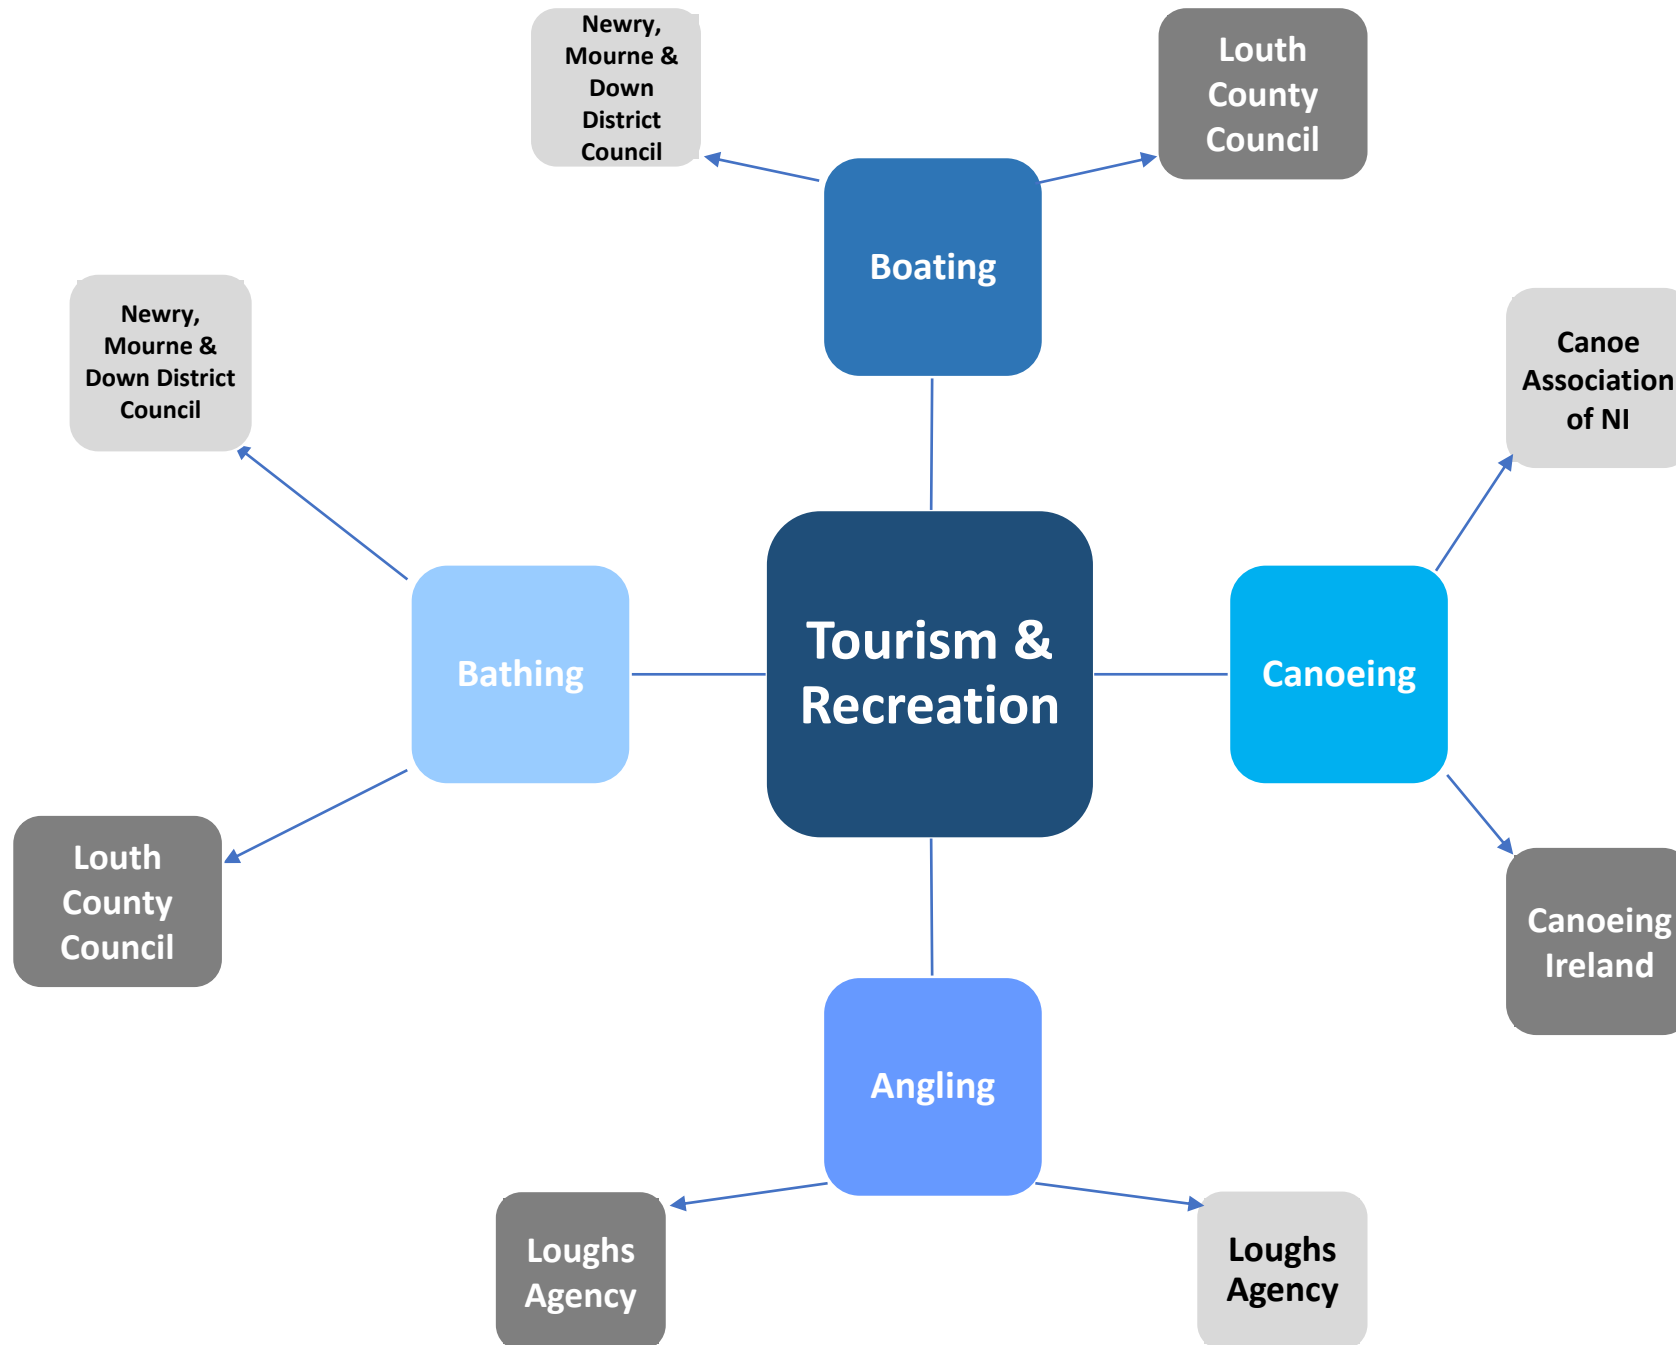 Newry,
Mourne &
Down
District
Council
Louth
County
Council
Boating
Newry,
Mourne &
Down District
Council
Canoe
Association
of NI
Tourism &
Recreation
Bathing
Canoeing
Louth
County
Council
Canoeing
Ireland
Angling
Loughs
Agency
Loughs
Agency